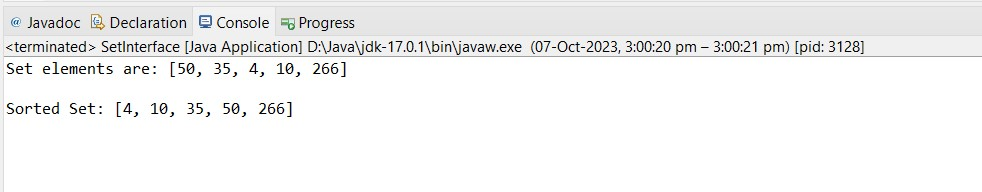 @ Javadoc Declaration Console Progress
<terminated> SetInterface [Java Application] D:\Java\jdk-17.0.1\bin\javaw.exe (07-Oct-2023, 3:00:20 pm – 3:00:21 pm) [pid: 3128]
Set elements are: [50, 35, 4, 10, 266]
Sorted Set: [4, 10, 35, 50, 266]